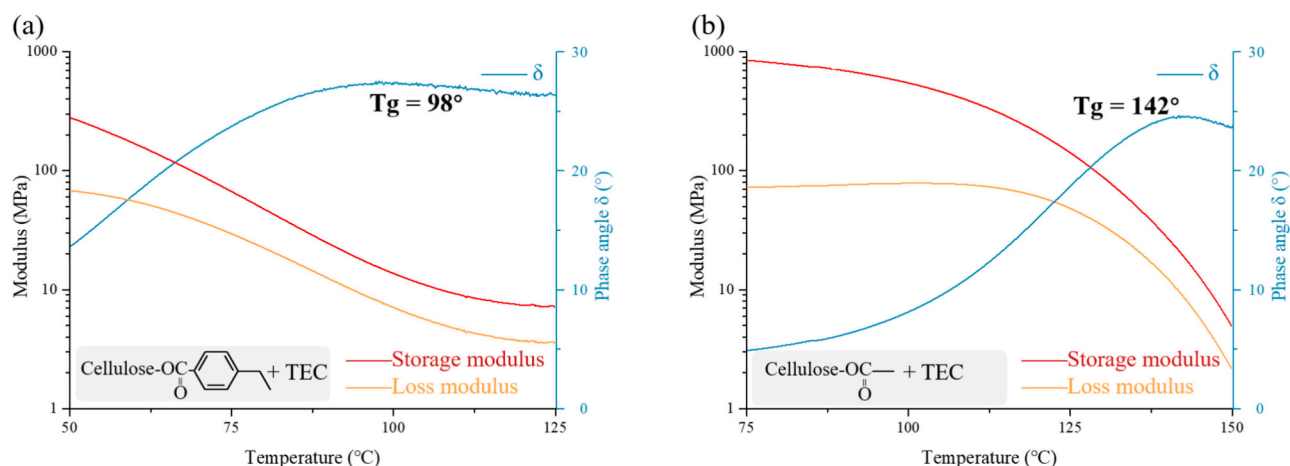 (a)
1000
100
10
1
Modulus (MPa)
30
20
10
0
Phase angle δ (°)
δ
Tg = 98°
Cellulose-OC
O
+ TEC
Storage modulus
Loss modulus
50
75
100
125
Temperature (°C)
(b)
1000
100
10
1
Modulus (MPa)
30
20
10
0
Phase angle δ (°)
δ
Tg = 142°
Cellulose-OC
O
+ TEC
Storage modulus
Loss modulus
75
100
125
150
Temperature (°C)